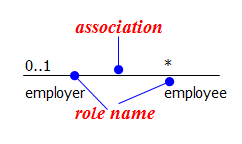 association
0..1 *
employer employee
role name